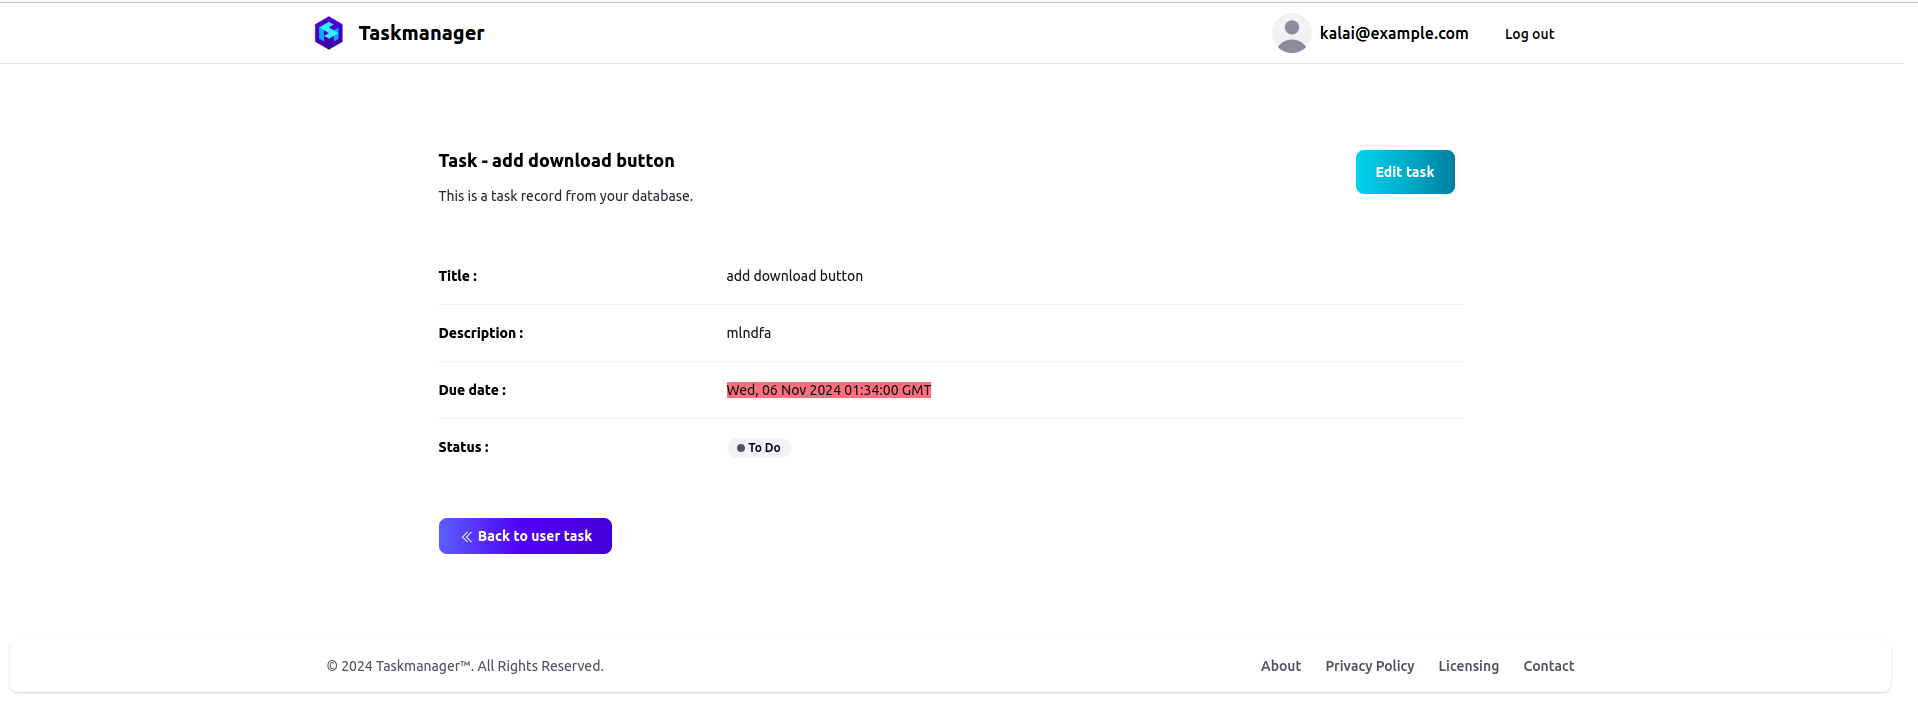 Taskmanager
kalai@example.com
Log out
Task - add download button
Edit task
This is a task record from your database.
Title : add download button
Description : mlndfa
Due date : Wed, 06 Nov 2024 01:34:00 GMT
Status : To Do
Back to user task
© 2024 Taskmanager™. All Rights Reserved.
About Privacy Policy Licensing Contact